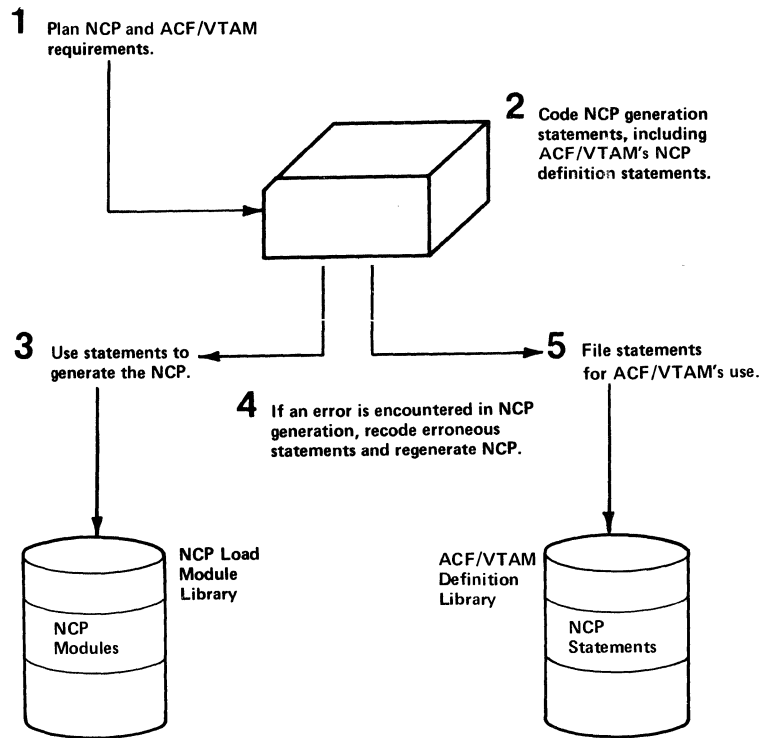 1 Plan NCP and ACF/VTAM
requirements.
2 Code NCP generation
statements, including
ACF/VTAM's NCP
definition statements.
3 Use statements to
generate the NCP.
4 If an error is encountered in NCP
generation, recode erroneous
statements and regenerate NCP.
5 File statements
for ACF/VTAM's use.
NCP Load
Module
Library
NCP
Modules
ACF/VTAM
Definition
Library
NCP
Statements